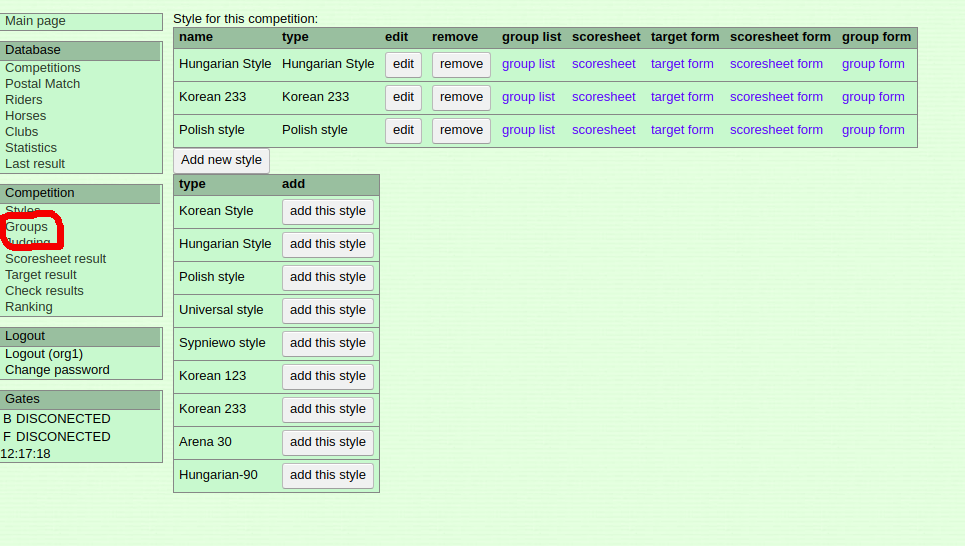 Main page
Database
Competitions
Postal Match
Riders
Horses
Clubs
Statistics
Last result
Competition
Styles
Groups
Judging
Scoresheet result
Target result
Check results
Ranking
Logout
Logout (org1)
Change password
Gates
B DISCONECTED
F DISCONECTED
12:17:18
Style for this competition:
name type edit remove group list scoresheet target form scoresheet form group form
Hungarian Style Hungarian Style edit remove group list scoresheet target form scoresheet form group form
Korean 233 Korean 233 edit remove group list scoresheet target form scoresheet form group form
Polish style Polish style edit remove group list scoresheet target form scoresheet form group form
Add new style
type add
Korean Style add this style
Hungarian Style add this style
Polish style add this style
Universal style add this style
Sypniewo style add this style
Korean 123 add this style
Korean 233 add this style
Arena 30 add this style
Hungarian-90 add this style